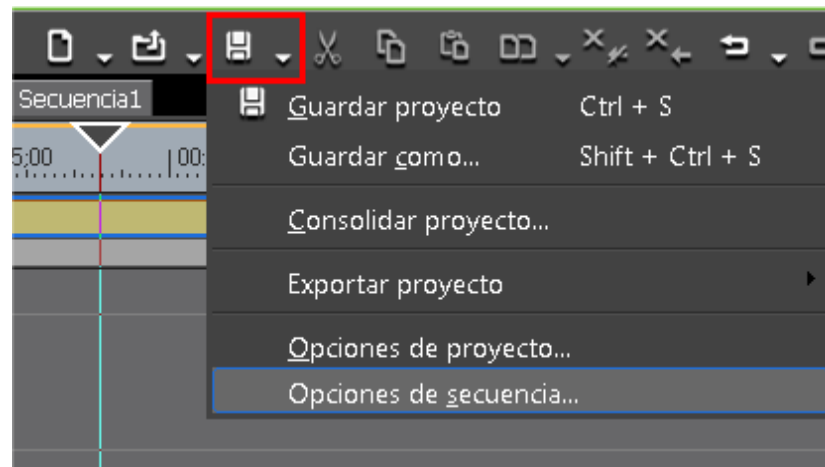 Secuencia1
5;00
00:
Guardar proyecto Ctrl + S
Guardar como... Shift + Ctrl + S
Consolidar proyecto...
Exportar proyecto
Opciones de proyecto...
Opciones de secuencia...